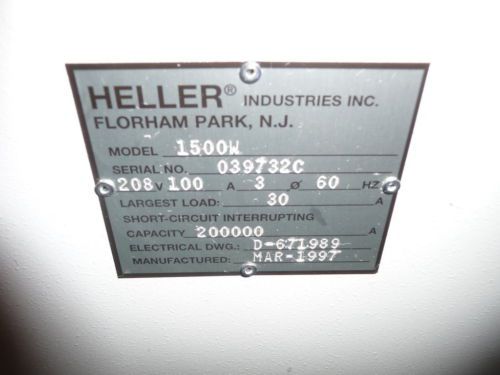 HELLER® INDUSTRIES INC.
FLORHAM PARK, N.J.
MODEL 1500W
SERIAL NO. 039732C
208 V 100 A 3 Ø 60 HZ
LARGEST LOAD: 30 A
SHORT-CIRCUIT INTERRUPTING
CAPACITY 200000 A
ELECTRICAL DWG.: D-671989
MANUFACTURED: MAR-1997